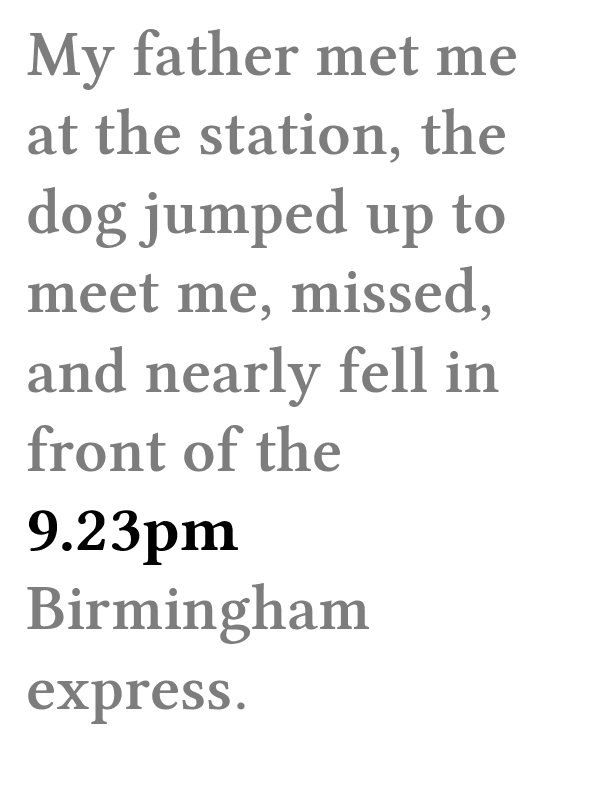 My father met me
at the station, the
dog jumped up to
meet me, missed,
and nearly fell in
front of the
9.23pm
Birmingham
express.